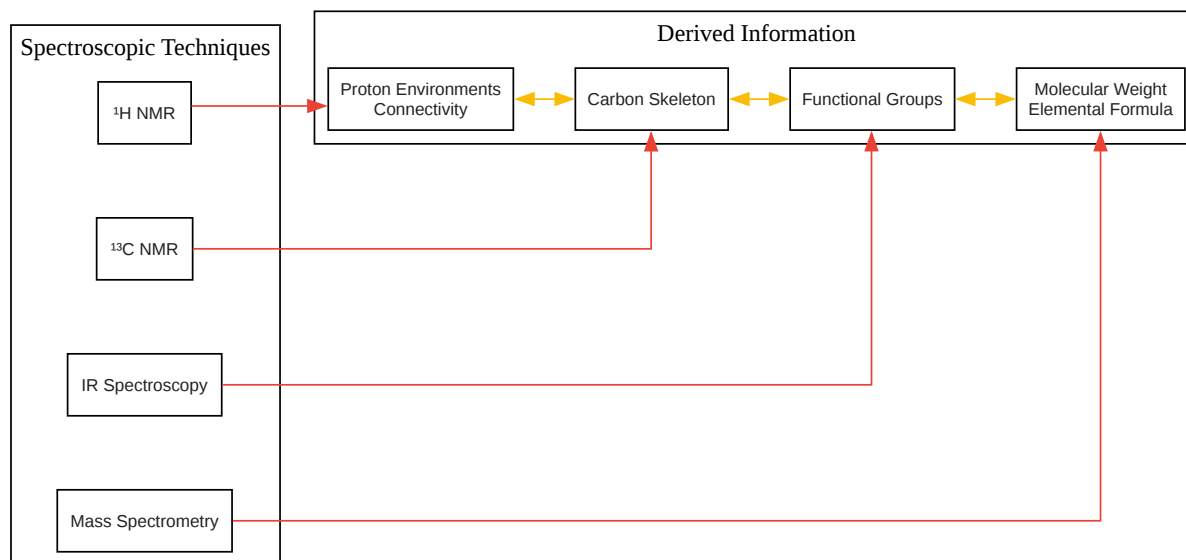 Spectroscopic Techniques
¹H NMR
¹³C NMR
IR Spectroscopy
Mass Spectrometry
Derived Information
Proton Environments
Connectivity
Carbon Skeleton
Functional Groups
Molecular Weight
Elemental Formula